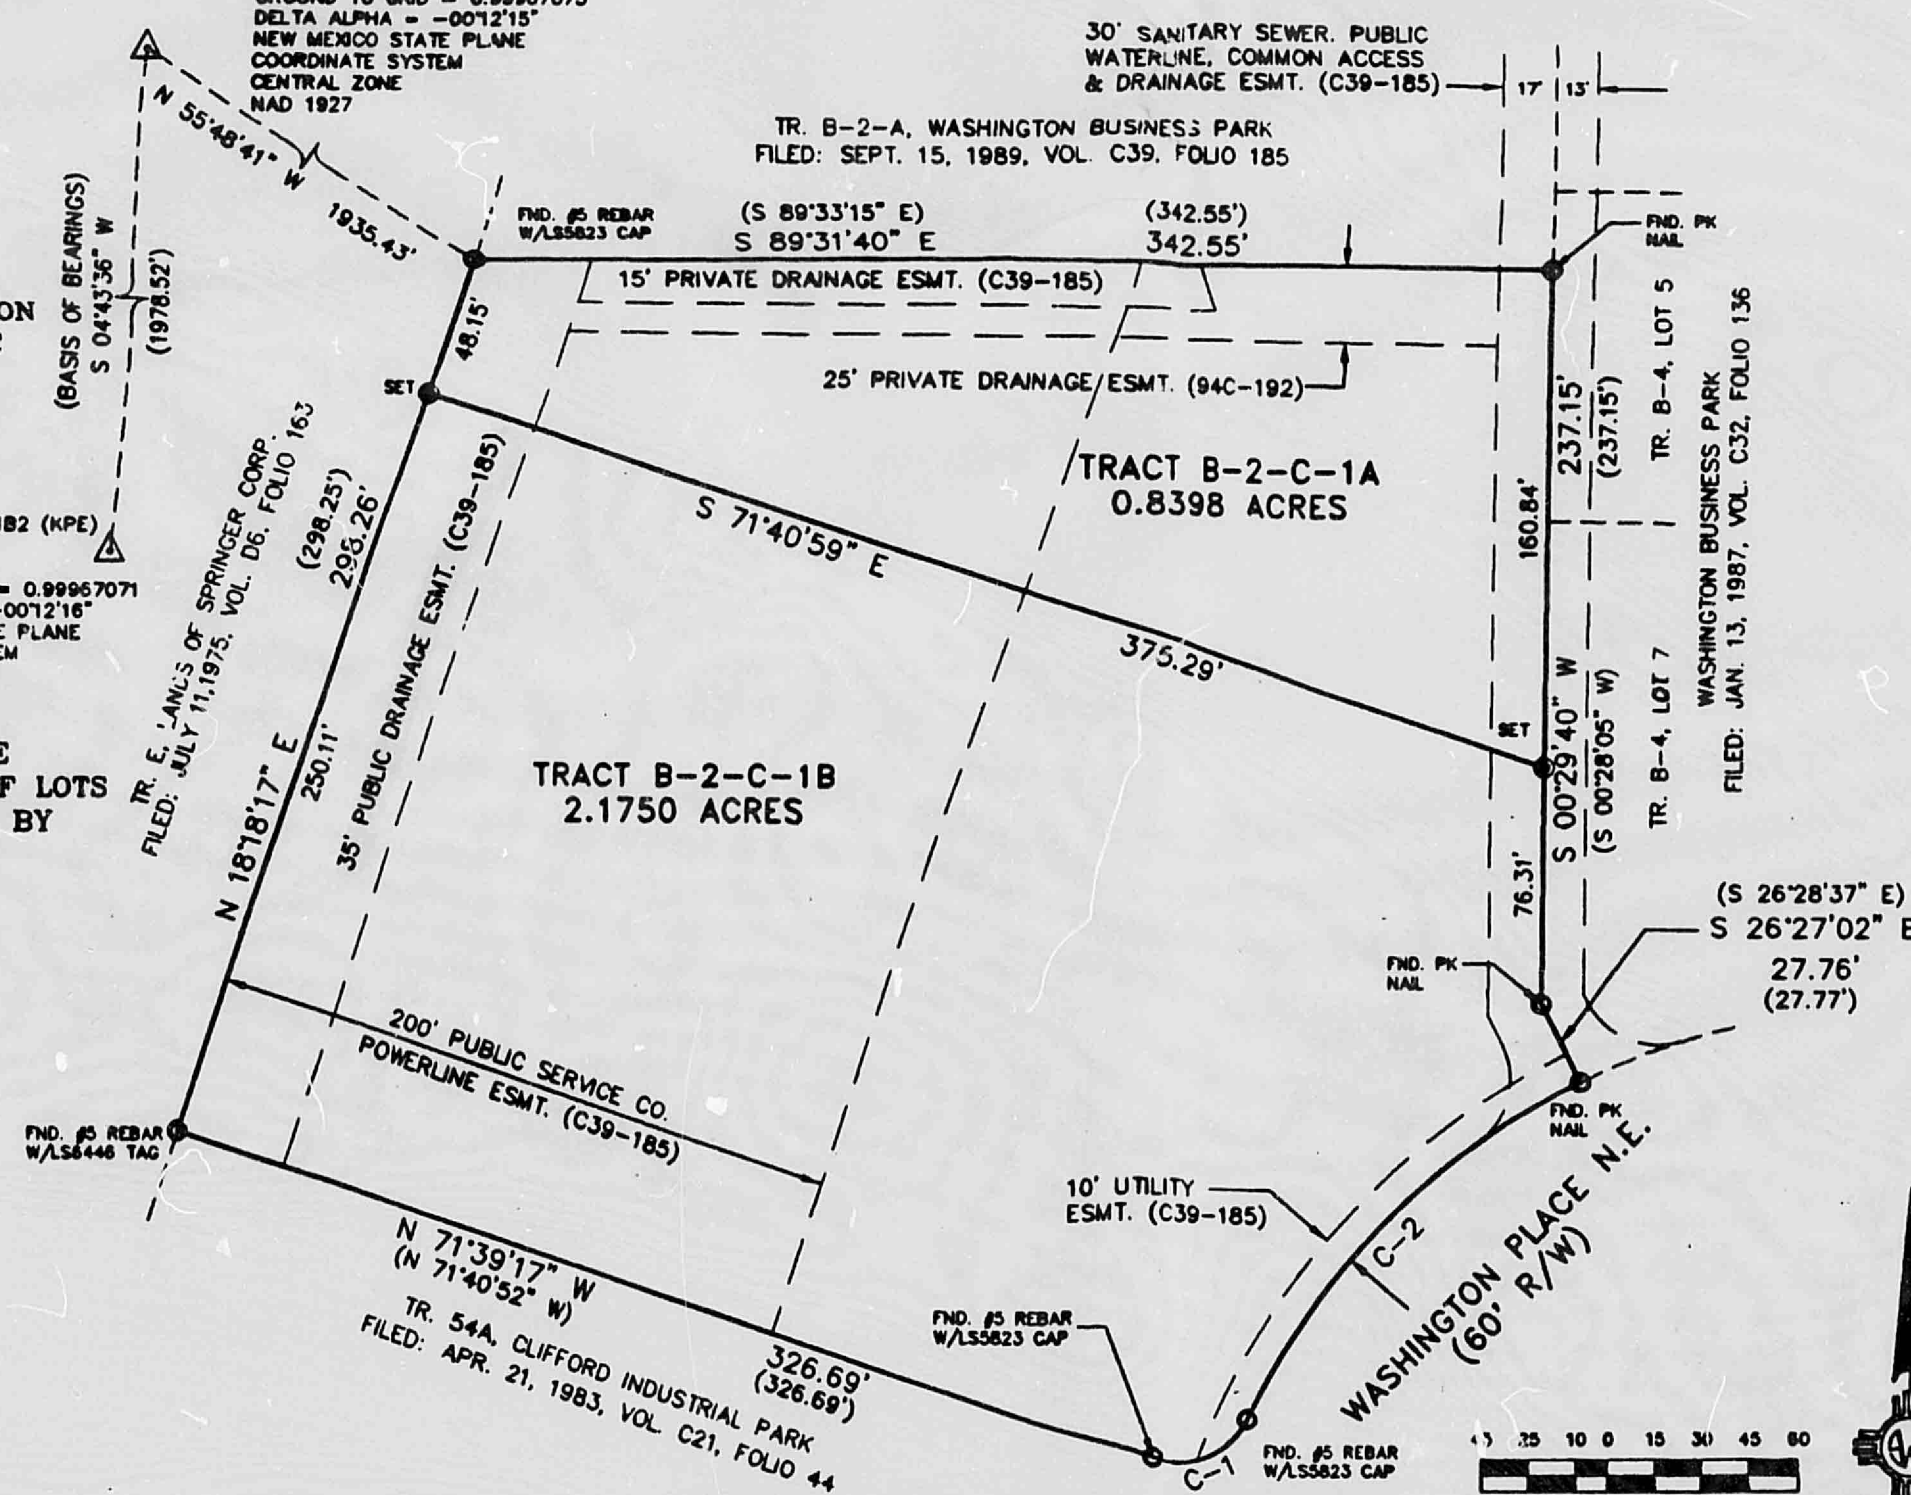 DELTA ALPHA = -00°12'15"
NEW MEXICO STATE PLANE
COORDINATE SYSTEM
CENTRAL ZONE
NAD 1927
30' SANITARY SEWER. PUBLIC
WATERLINE, COMMON ACCESS
& DRAINAGE ESMT. (C39-185)
17' 13'
TR. B-2-A, WASHINGTON BUSINESS PARK
FILED: SEPT. 15, 1989, VOL. C39, FOLIO 185
N 55°48'41" W
1935.43'
(BASIS OF BEARINGS)
S 04°43'36" W
(1978.52')
FND. #5 REBAR
W/LS5823 CAP
(S 89°33'15" E)
S 89°31'40" E
(342.55')
342.55'
FND. PK
NAIL
15' PRIVATE DRAINAGE ESMT. (C39-185)
25' PRIVATE DRAINAGE ESMT. (94C-192)
48.15'
SET
ON
TRACT B-2-C-1A
0.8398 ACRES
237.15'
(237.15')
160.84'
TR. B-4, LOT 5
TR. B-4, LOT 7
WASHINGTON BUSINESS PARK
FILED: JAN. 13, 1987, VOL. C32, FOLIO 136
TR. E, LANDS OF SPRINGER CORP.
FILED: JULY 11,1975, VOL. D6, FOLIO 163
(298.25')
298.26'
N 18°18'17" E
250.11'
35' PUBLIC DRAINAGE ESMT. (C39-185)
S 71°40'59" E
375.29'
B2 (KPE)
= 0.99967071
-00°12'16"
E PLANE
EM
F LOTS
BY
TRACT B-2-C-1B
2.1750 ACRES
SET
S 00°29'40" W
(S 00°28'05" W)
76.31'
FND. PK
NAIL
(S 26°28'37" E)
S 26°27'02" E
27.76'
(27.77')
FND. PK
NAIL
200' PUBLIC SERVICE CO.
POWERLINE ESMT. (C39-185)
FND. #5 REBAR
W/LS6446 TAG
N 71°39'17" W
(N 71°40'52" W)
326.69'
(326.69')
TR. 54A, CLIFFORD INDUSTRIAL PARK
FILED: APR. 21, 1983, VOL. C21, FOLIO 44
10' UTILITY
ESMT. (C39-185)
C-2
WASHINGTON PLACE N.E.
(60' R/W)
FND. #5 REBAR
W/LS5823 CAP
C-1
FND. #5 REBAR
W/LS5823 CAP
25 10 0 15 30 45 60